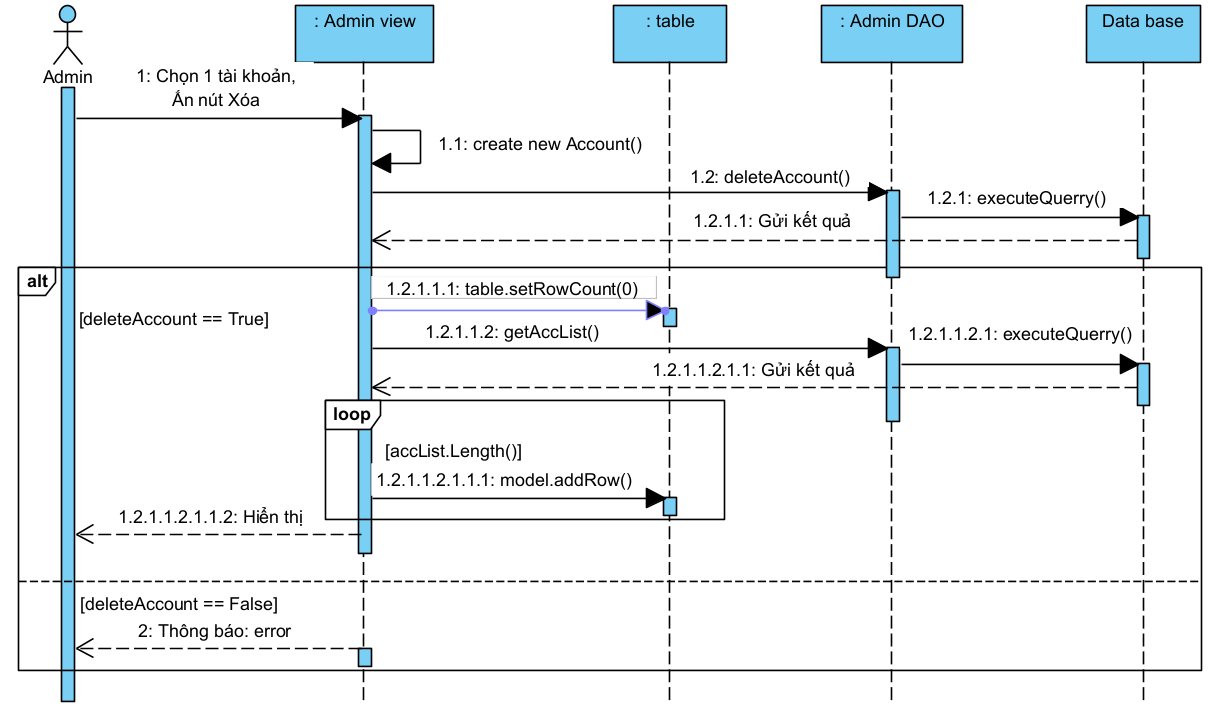 : Admin view
: table
: Admin DAO
Data base
Admin
1: Chọn 1 tài khoản,
Ấn nút Xóa
1.1: create new Account()
1.2: deleteAccount()
1.2.1: executeQuerry()
1.2.1.1: Gửi kết quả
alt
1.2.1.1.1: table.setRowCount(0)
[deleteAccount == True]
1.2.1.1.2: getAccList()
1.2.1.1.2.1: executeQuerry()
1.2.1.1.2.1.1: Gửi kết quả
loop
[accList.Length()]
1.2.1.1.2.1.1.1: model.addRow()
1.2.1.1.2.1.1.2: Hiển thị
[deleteAccount == False]
2: Thông báo: error